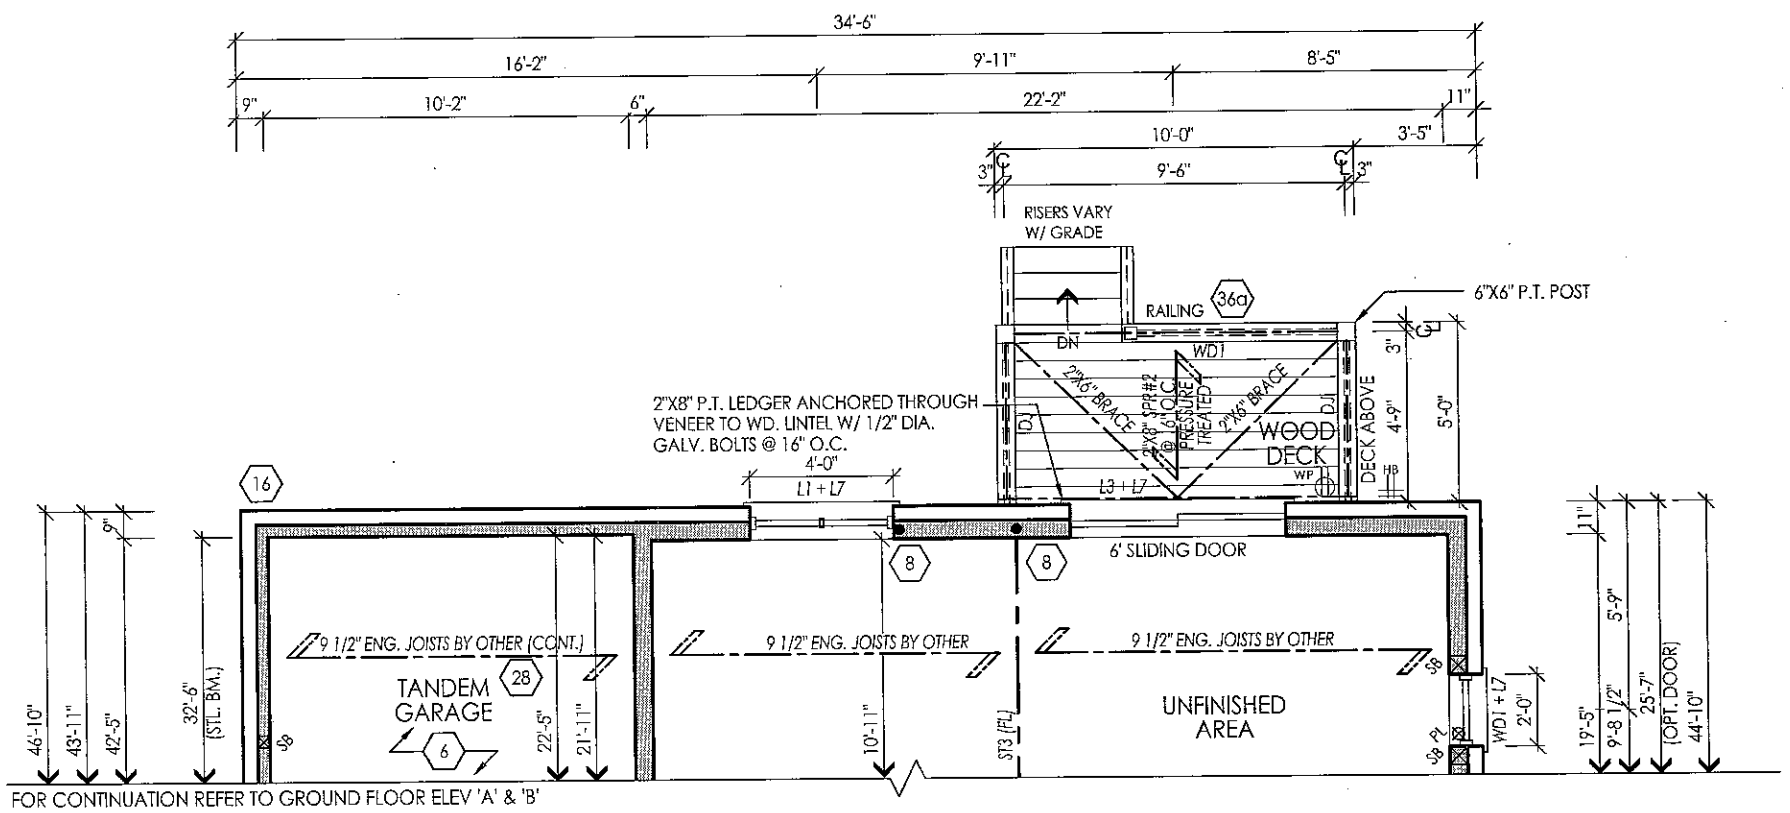 34'-6"
16'-2"
9'-11"
8'-5"
9"
10'-2"
6"
22'-2"
11"
10'-0"
3'-5"
3"
9'-6"
3"
RISERS VARY
W/ GRADE
RAILING
36a
6"X6" P.T. POST
DN
WD1
2"X6" BRACE
2"X8" SPR#2
@ 16" O.C.
PRESSURE
TREATED
2"X6" BRACE
DJ
DJ
WOOD
DECK
WP
DECK ABOVE
HB
3"
4'-9"
5'-0"
2"X8" P.T. LEDGER ANCHORED THROUGH
VENEER TO WD. LINTEL W/ 1/2" DIA.
GALV. BOLTS @ 16" O.C.
4'-0"
L1 + L7
L3 + L7
16
8
8
6' SLIDING DOOR
9 1/2" ENG. JOISTS BY OTHER (CONT.)
9 1/2" ENG. JOISTS BY OTHER
9 1/2" ENG. JOISTS BY OTHER
28
TANDEM
GARAGE
6
UNFINISHED
AREA
46'-10"
43'-11"
42'-5"
9"
32'-6"
(STL. BM.)
SB
22'-5"
21'-11"
10'-11"
ST3 (FL)
SB
PL
SB
WD1 + L7
2'-0"
11"
19'-5"
5'-9"
9'-8 1/2"
25'-7"
(OPT. DOOR)
44'-10"
FOR CONTINUATION REFER TO GROUND FLOOR ELEV 'A' & 'B'